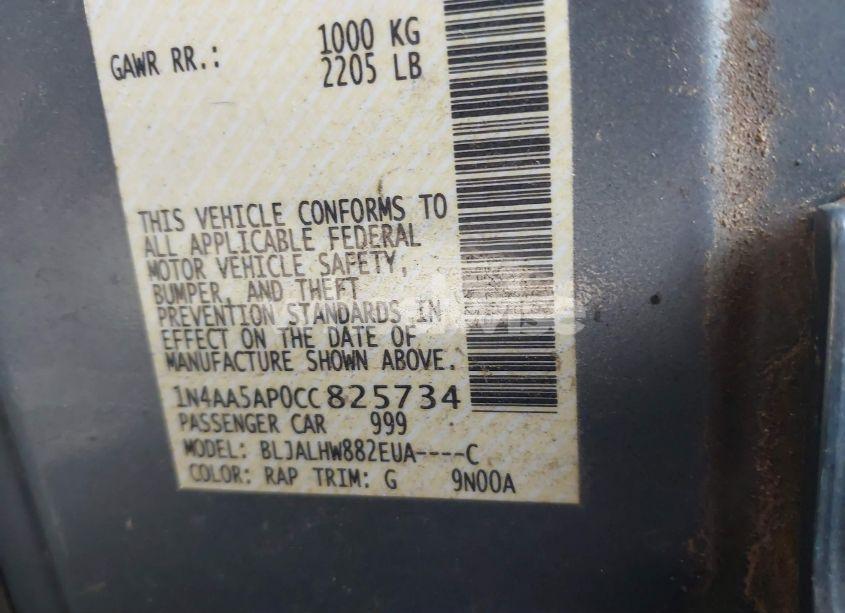 GAWR RR.: 1000 KG
2205 LB
THIS VEHICLE CONFORMS TO
ALL APPLICABLE FEDERAL
MOTOR VEHICLE SAFETY,
BUMPER, AND THEFT
PREVENTION STANDARDS IN
EFFECT ON THE DATE OF
MANUFACTURE SHOWN ABOVE.
1N4AA5AP0CC825734
PASSENGER CAR 999
MODEL: BLJALHW882EUA----C
COLOR: RAP TRIM: G 9N00A